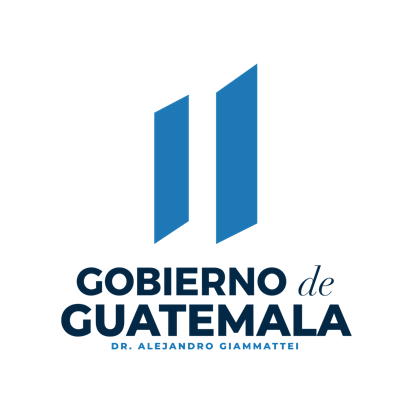 GOBIERNO de
GUATEMALA
DR. ALEJANDRO GIAMMATTEI